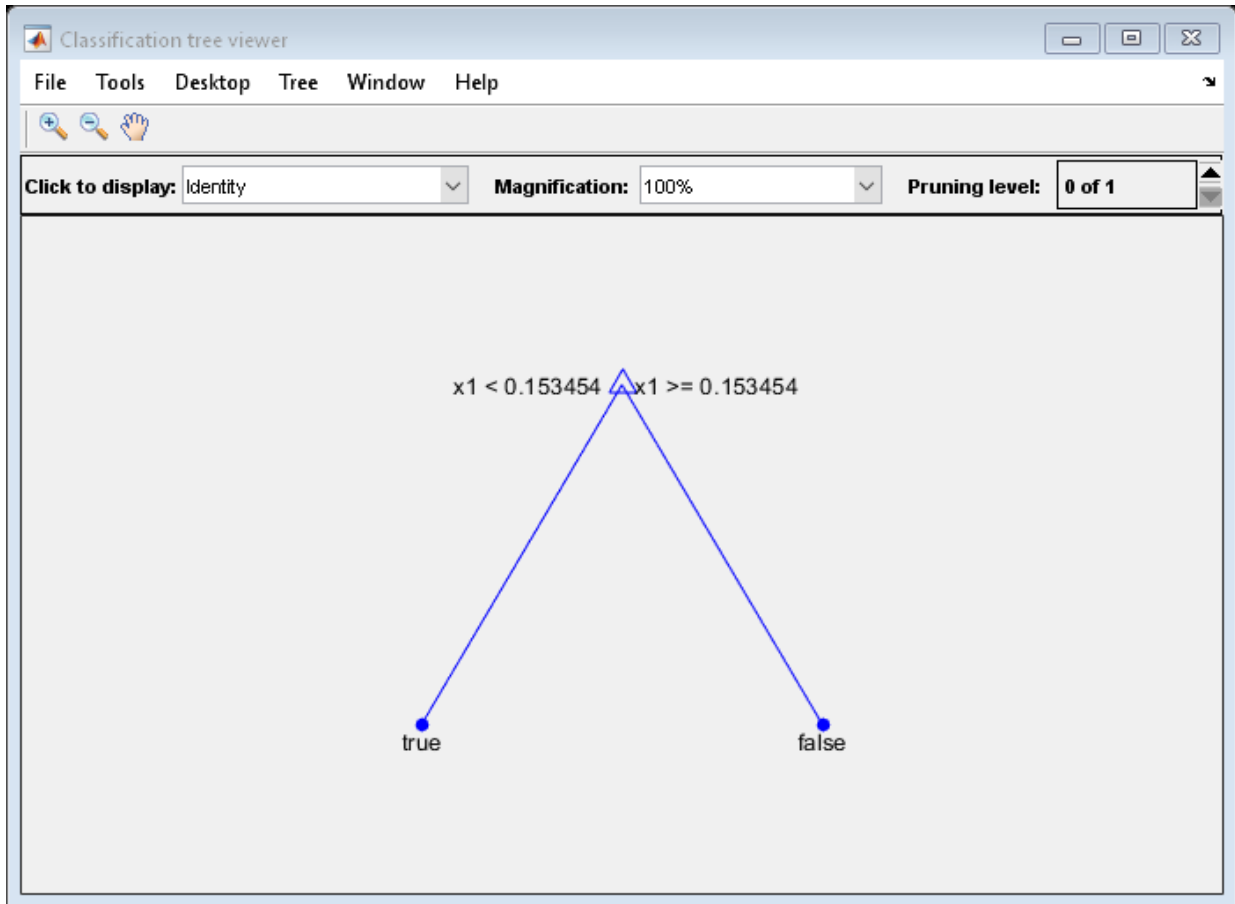 Classification tree viewer
File Tools Desktop Tree Window Help
Click to display: Identity Magnification: 100% Pruning level: 0 of 1
x1 < 0.153454 x1 >= 0.153454
true false